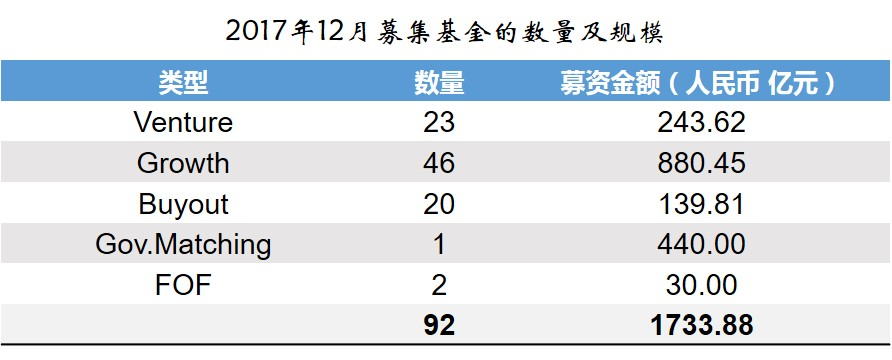 2017年12月募集基金的数量及规模
类型 数量 募资金额（人民币 亿元）
Venture 23 243.62
Growth 46 880.45
Buyout 20 139.81
Gov.Matching 1 440.00
FOF 2 30.00
92 1733.88